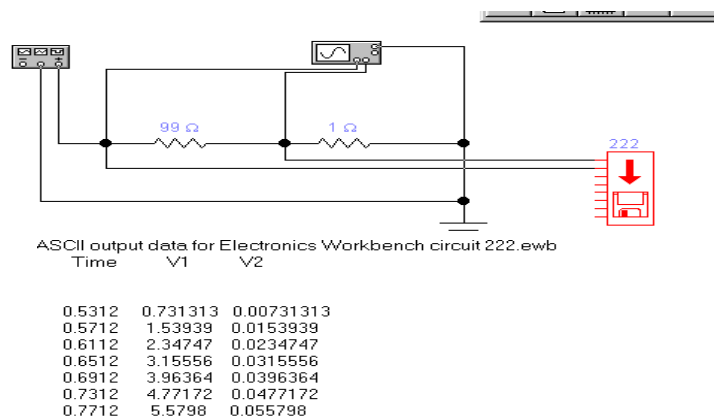 99 Ω
1 Ω
222
ASCII output data for Electronics Workbench circuit 222.ewb
Time V1 V2
0.5312 0.731313 0.00731313
0.5712 1.53939 0.0153939
0.6112 2.34747 0.0234747
0.6512 3.15556 0.0315556
0.6912 3.96364 0.0396364
0.7312 4.77172 0.0477172
0.7712 5.5798 0.055798